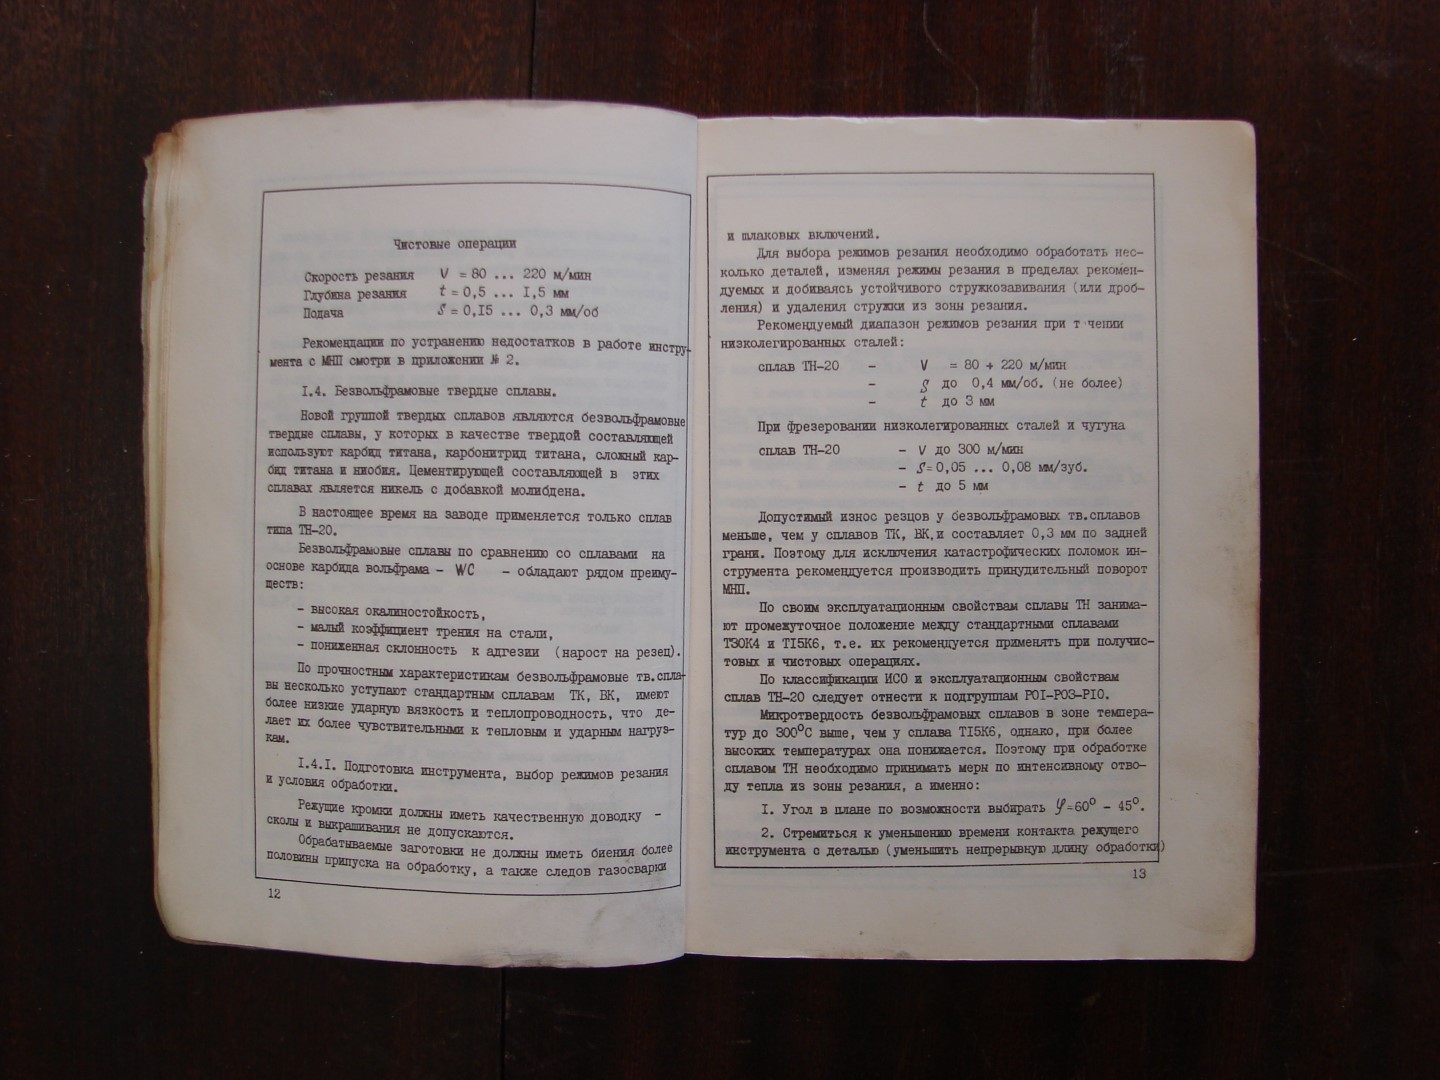 Чистовые операции
Скорость резания V = 80 ... 220 м/мин
Глубина резания t = 0,5 ... I,5 мм
Подача S = 0,I5 ... 0,3 мм/об
Рекомендации по устранению недостатков в работе инстру-
мента с МНП смотри в приложении № 2.
I.4. Безвольфрамовые твердые сплавы.
Новой группой твердых сплавов являются безвольфрамовые
твердые сплавы, у которых в качестве твердой составляющей
используют карбид титана, карбонитрид титана, сложный кар-
бид титана и ниобия. Цементирующей составляющей в этих
сплавах является никель с добавкой молибдена.
В настоящее время на заводе применяется только сплав
типа ТН-20.
Безвольфрамовые сплавы по сравнению со сплавами на
основе карбида вольфрама - WC - обладают рядом преиму-
ществ:
- высокая окалиностойкость,
- малый коэффициент трения на стали,
- пониженная склонность к адгезии (нарост на резец).
По прочностным характеристикам безвольфрамовые тв.спла-
вы несколько уступают стандартным сплавам ТК, ВК, имеют
более низкие ударную вязкость и теплопроводность, что де-
лает их более чувствительными к тепловым и ударным нагруз-
кам.
I.4.I. Подготовка инструмента, выбор режимов резания
и условия обработки.
Режущие кромки должны иметь качественную доводку -
сколы и выкрашивания не допускаются.
Обрабатываемые заготовки не должны иметь биения более
половины припуска на обработку, а также следов газосварки
12
и шлаковых включений.
Для выбора режимов резания необходимо обработать нес-
колько деталей, изменяя режимы резания в пределах рекомен-
дуемых и добиваясь устойчивого стружкозавивания (или дроб-
ления) и удаления стружки из зоны резания.
Рекомендуемый диапазон режимов резания при т чении
низколегированных сталей:
сплав ТН-20 - V = 80 + 220 м/мин
- S до 0,4 мм/об. (не более)
- t до 3 мм
При фрезеровании низколегированных сталей и чугуна
сплав ТН-20 - V до 300 м/мин
- S=0,05 ... 0,08 мм/зуб.
- t до 5 мм
Допустимый износ резцов у безвольфрамовых тв.сплавов
меньше, чем у сплавов ТК, ВК,и составляет 0,3 мм по задней
грани. Поэтому для исключения катастрофических поломок ин-
струмента рекомендуется производить принудительный поворот
МНП.
По своим эксплуатационным свойствам сплавы ТН занима-
ют промежуточное положение между стандартными сплавами
Т30К4 и ТI5К6, т.е. их рекомендуется применять при получис-
товых и чистовых операциях.
По классификации ИСО и эксплуатационным свойствам
сплав ТН-20 следует отнести к подгруппам Р0I-Р03-РI0.
Микротвердость безвольфрамовых сплавов в зоне темпера-
тур до 300°С выше, чем у сплава ТI5К6, однако, при более
высоких температурах она понижается. Поэтому при обработке
сплавом ТН необходимо принимать меры по интенсивному отво-
ду тепла из зоны резания, а именно:
I. Угол в плане по возможности выбирать φ=60° - 45°.
2. Стремиться к уменьшению времени контакта режущего
инструмента с деталью (уменьшить непрерывную длину обработки)
13